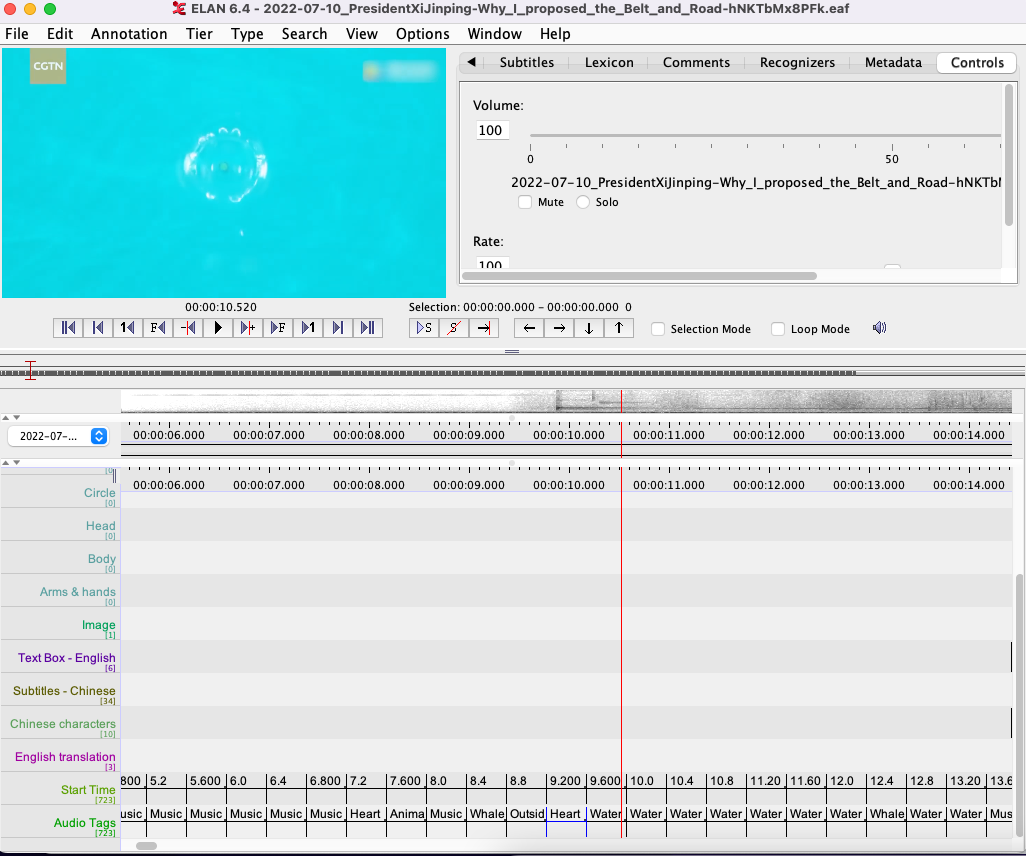 ELAN 6.4 - 2022-07-10_PresidentXiJinping-Why_I_proposed_the_Belt_and_Road-hNKTbMx8PFk.eaf
File Edit Annotation Tier Type Search View Options Window Help
CGTN
Subtitles Lexicon Comments Recognizers Metadata Controls
Volume:
100
0 50
2022-07-10_PresidentXiJinping-Why_I_proposed_the_Belt_and_Road-hNKTbM
Mute Solo
Rate:
100
00:00:10.520
Selection: 00:00:00.000 - 00:00:00.000 0
1 F F 1
S S
Selection Mode Loop Mode
2022-07-...
00:00:06.000 00:00:07.000 00:00:08.000 00:00:09.000 00:00:10.000 00:00:11.000 00:00:12.000 00:00:13.000 00:00:14.000
00:00:06.000 00:00:07.000 00:00:08.000 00:00:09.000 00:00:10.000 00:00:11.000 00:00:12.000 00:00:13.000 00:00:14.000
Circle
[0]
Head
[0]
Body
[0]
Arms & hands
[0]
Image
[1]
Text Box - English
[6]
Subtitles - Chinese
[34]
Chinese characters
[10]
English translation
[3]
Start Time
[723]
800 5.2 5.600 6.0 6.4 6.800 7.2 7.600 8.0 8.4 8.8 9.200 9.600 10.0 10.4 10.8 11.20 11.60 12.0 12.4 12.8 13.20 13.6
Audio Tags
[723]
usic Music Music Music Music Music Heart Anima Music Whale Outsid Heart Water Water Water Water Water Water Water Whale Water Water Mus